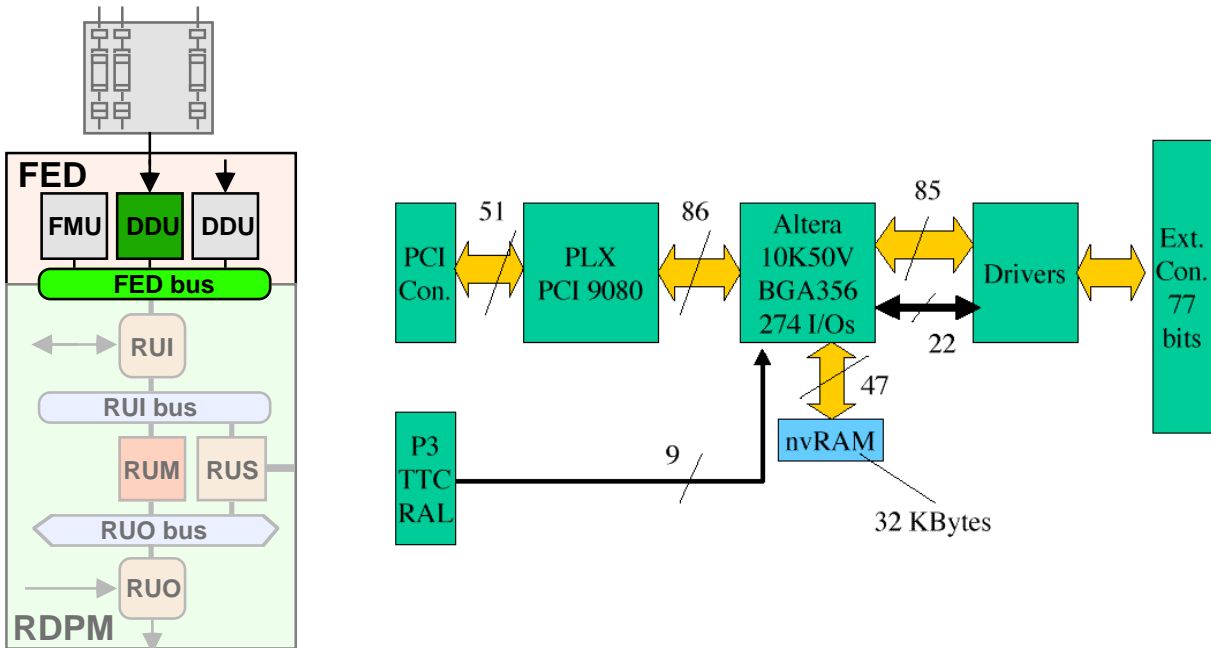 FED
FMU
DDU
DDU
FED bus
RUI
RUI bus
RUM
RUS
RUO bus
RUO
RDPM
PCI
Con.
51
PLX
PCI 9080
86
Altera
10K50V
BGA356
274 I/Os
85
22
Drivers
Ext.
Con.
77
bits
47
nvRAM
32 KBytes
P3
TTC
RAL
9